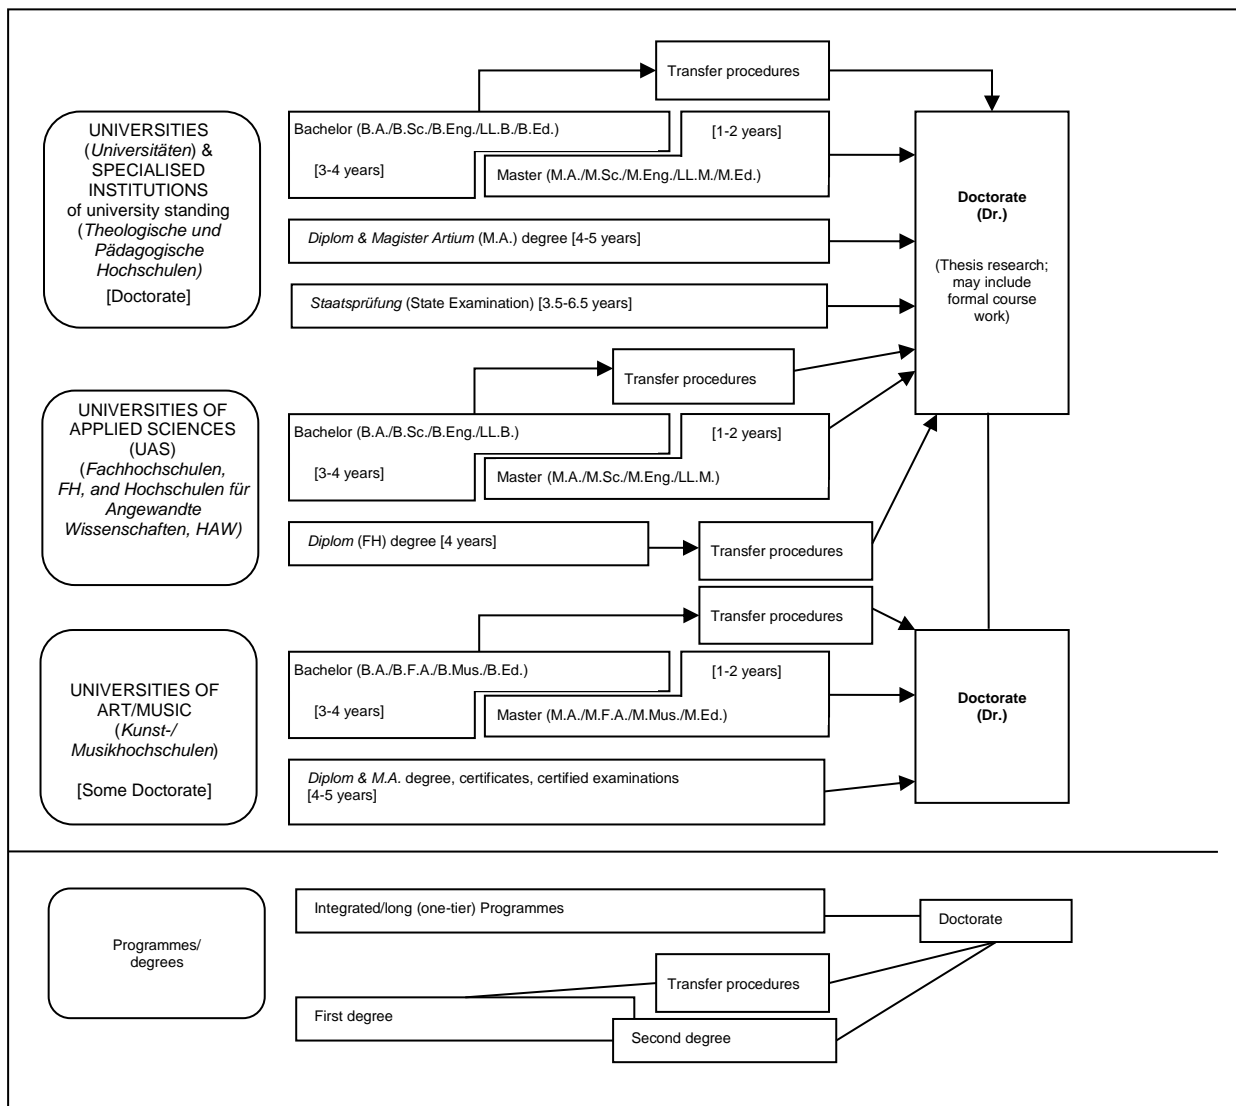 Transfer procedures
UNIVERSITIES
(Universitäten) &
SPECIALISED
INSTITUTIONS
of university standing
(Theologische und
Pädagogische
Hochschulen)
[Doctorate]
Bachelor (B.A./B.Sc./B.Eng./LL.B./B.Ed.)
[3-4 years]
[1-2 years]
Master (M.A./M.Sc./M.Eng./LL.M./M.Ed.)
Diplom & Magister Artium (M.A.) degree [4-5 years]
Staatsprüfung (State Examination) [3.5-6.5 years]
Doctorate
(Dr.)
(Thesis research;
may include
formal course
work)
Transfer procedures
UNIVERSITIES OF
APPLIED SCIENCES
(UAS)
(Fachhochschulen,
FH, and Hochschulen für
Angewandte
Wissenschaften, HAW)
Bachelor (B.A./B.Sc./B.Eng./LL.B.)
[3-4 years]
[1-2 years]
Master (M.A./M.Sc./M.Eng./LL.M.)
Diplom (FH) degree [4 years]
Transfer procedures
Transfer procedures
UNIVERSITIES OF
ART/MUSIC
(Kunst-/
Musikhochschulen)
[Some Doctorate]
Bachelor (B.A./B.F.A./B.Mus./B.Ed.)
[3-4 years]
[1-2 years]
Master (M.A./M.F.A./M.Mus./M.Ed.)
Diplom & M.A. degree, certificates, certified examinations
[4-5 years]
Doctorate
(Dr.)
Programmes/
degrees
Integrated/long (one-tier) Programmes
Doctorate
Transfer procedures
First degree
Second degree